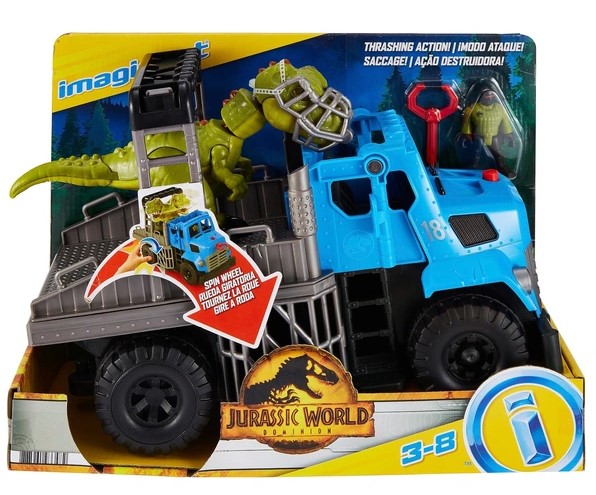 THRASHING ACTION! | ¡MODO ATAQUE!
SACCAGE! | AÇÃO DESTRUIDORA!
18
SPIN WHEEL
RUEDA GIRATORIA
TOURNEZ LA ROUE
GIRE A RODA
JURASSIC WORLD
DOMINION
3-8
i